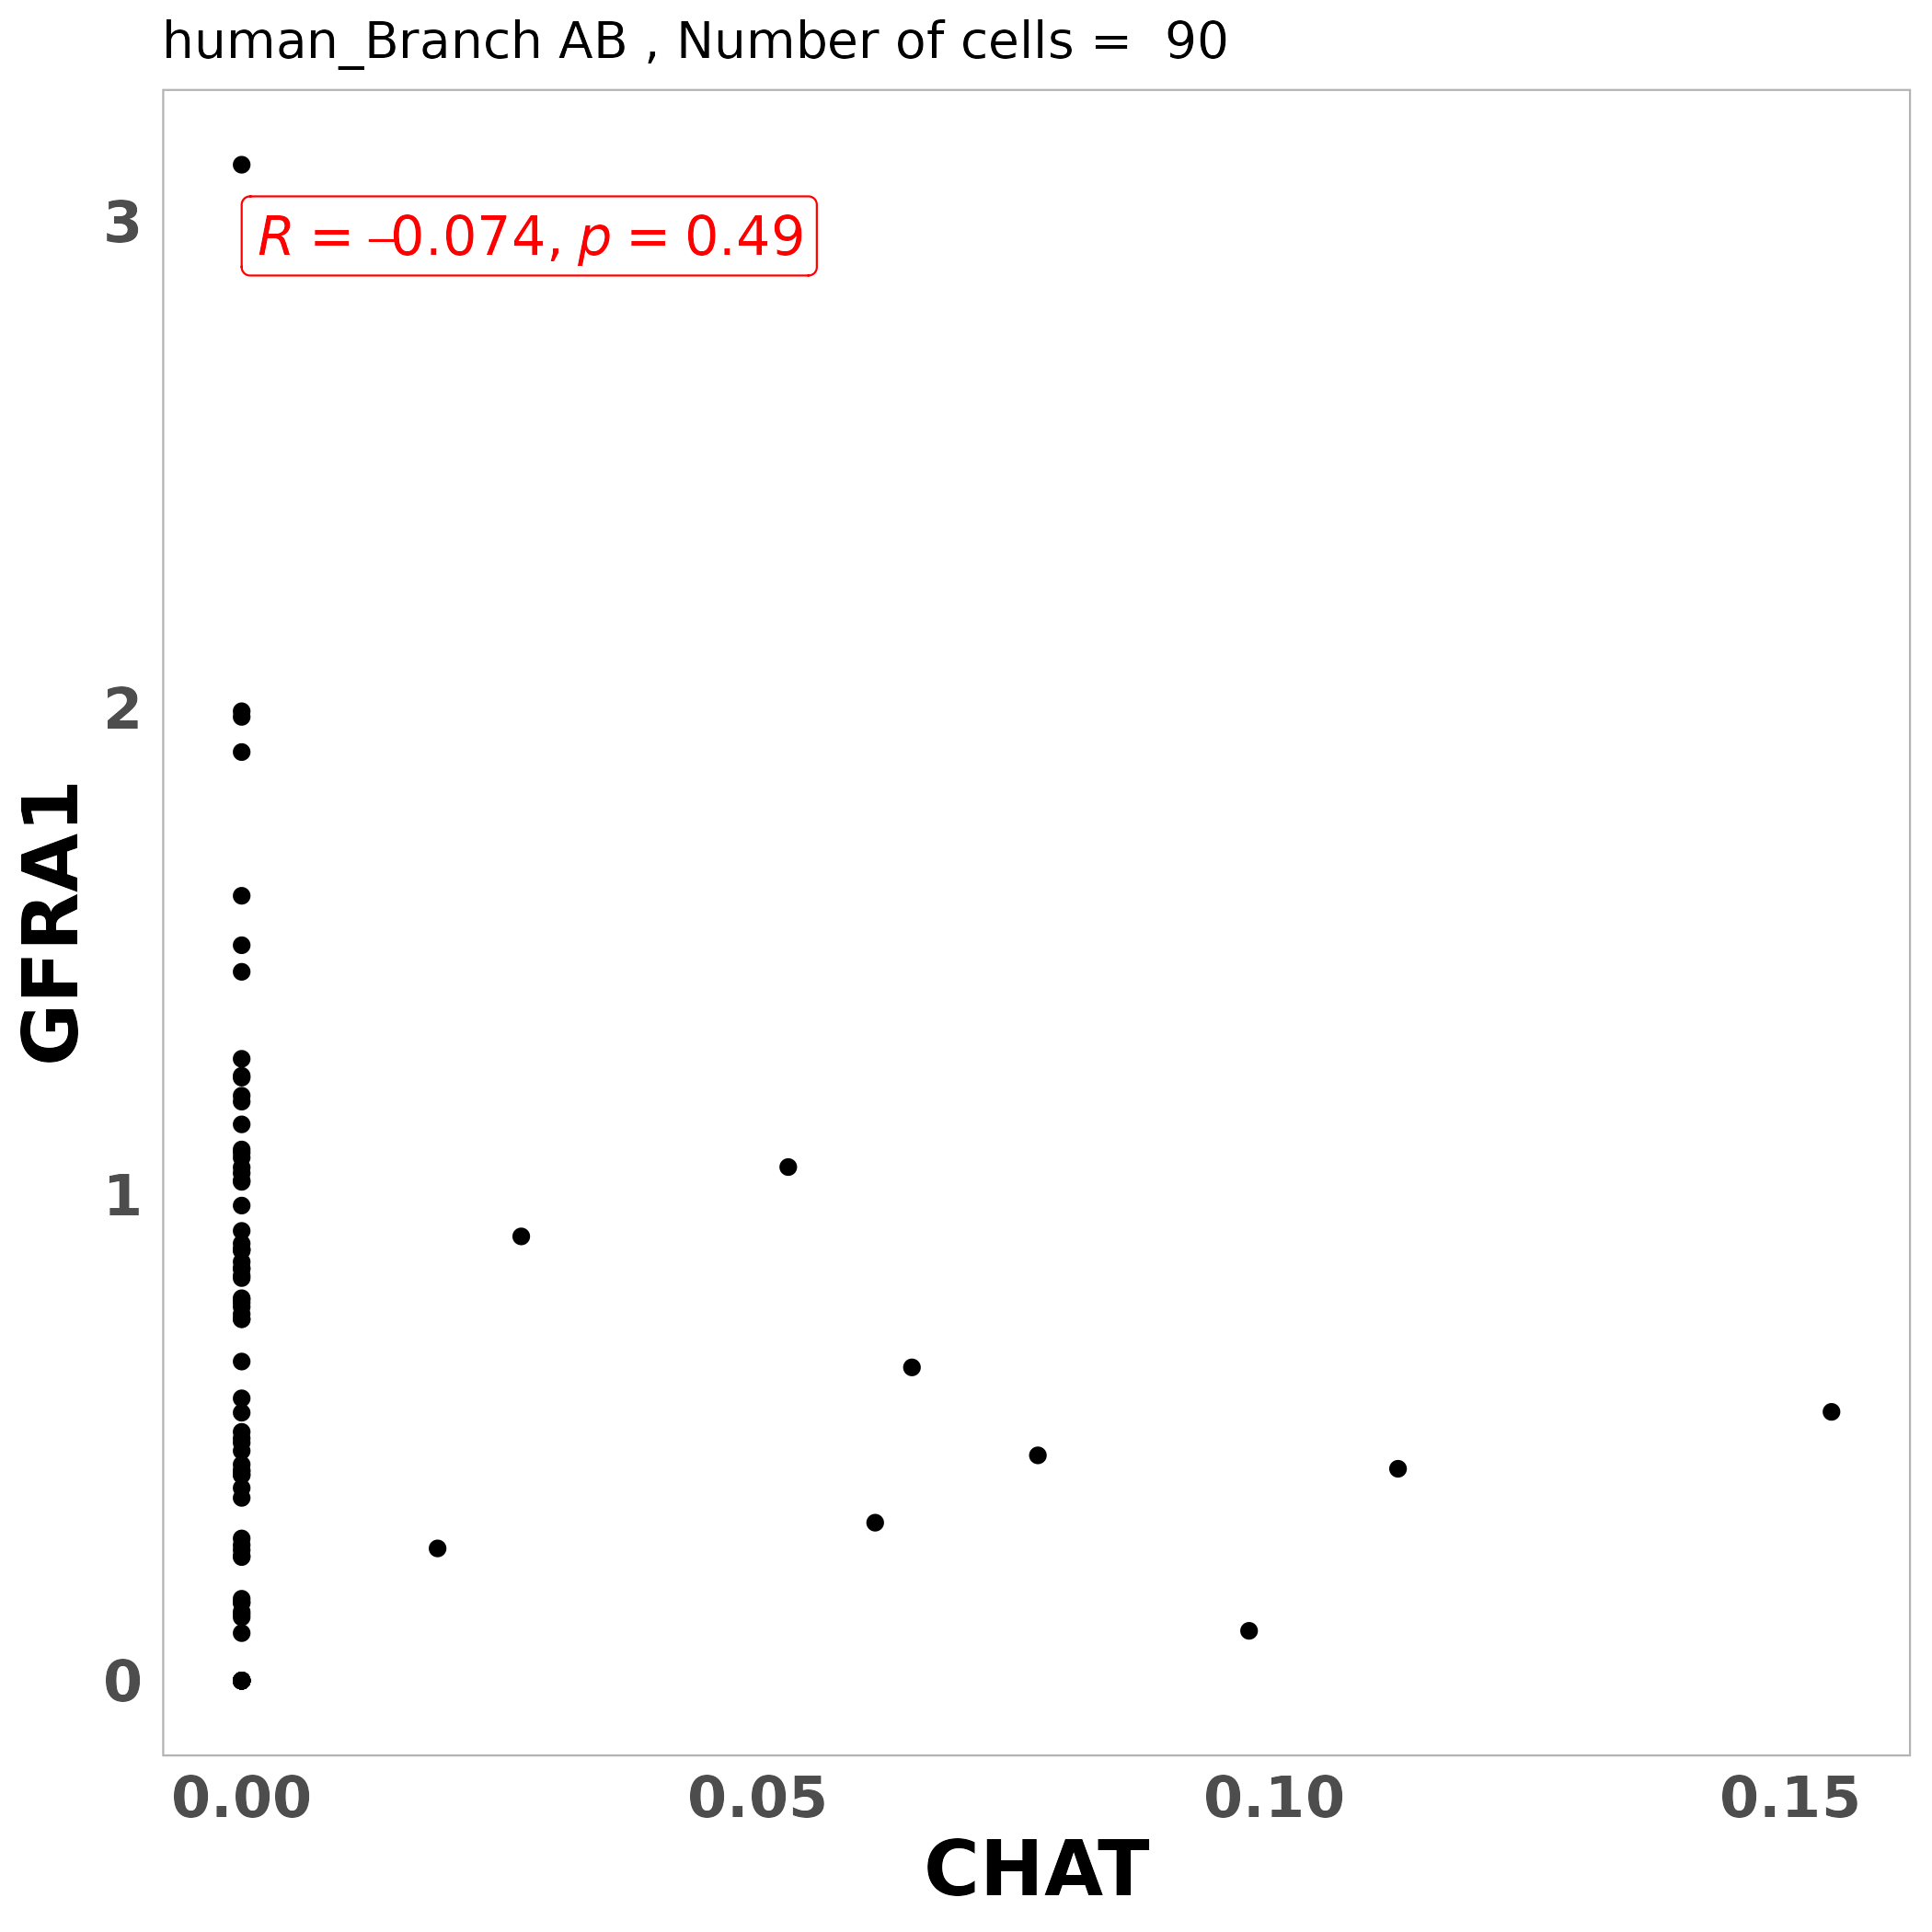 human_Branch AB , Number of cells =  90
3
R = –0.074, p = 0.49
2
1
0
GFRA1
0.00 0.05 0.10 0.15
CHAT